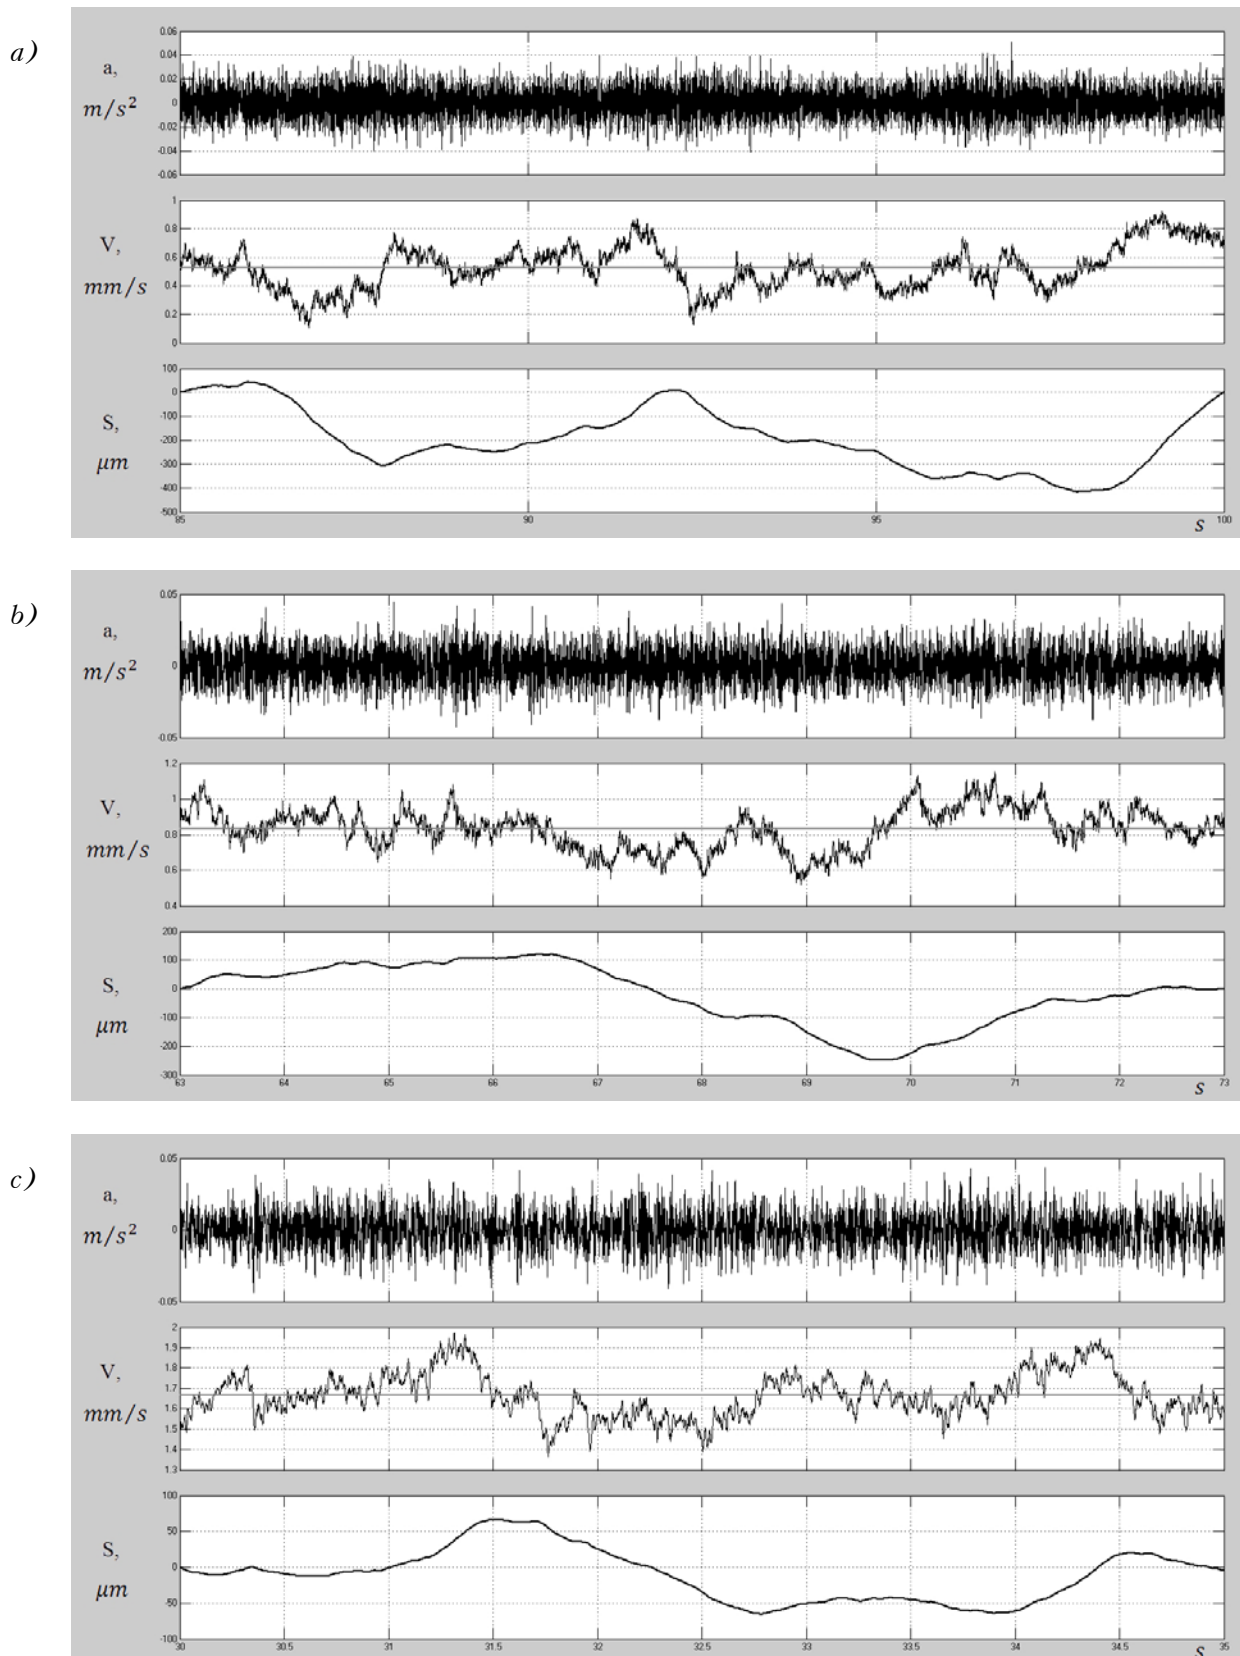 a)
0.06
0.04
a,
0.02
m/s²
0
-0.02
-0.04
-0.06
1
0.8
V,
0.6
mm/s
0.4
0.2
0
100
0
S,
-100
-200
μm
-300
-400
-500
85 90 95 100
s
b)
0.05
a,
m/s²
0
-0.05
1.2
V,
1
mm/s
0.8
0.6
0.4
200
100
S,
0
μm
-100
-200
-300
63 64 65 66 67 68 69 70 71 72 73
s
c)
0.05
a,
m/s²
0
-0.05
2
1.9
V,
1.8
1.7
mm/s
1.6
1.5
1.4
1.3
100
50
S,
0
μm
-50
-100
30 30.5 31 31.5 32 32.5 33 33.5 34 34.5 35
s